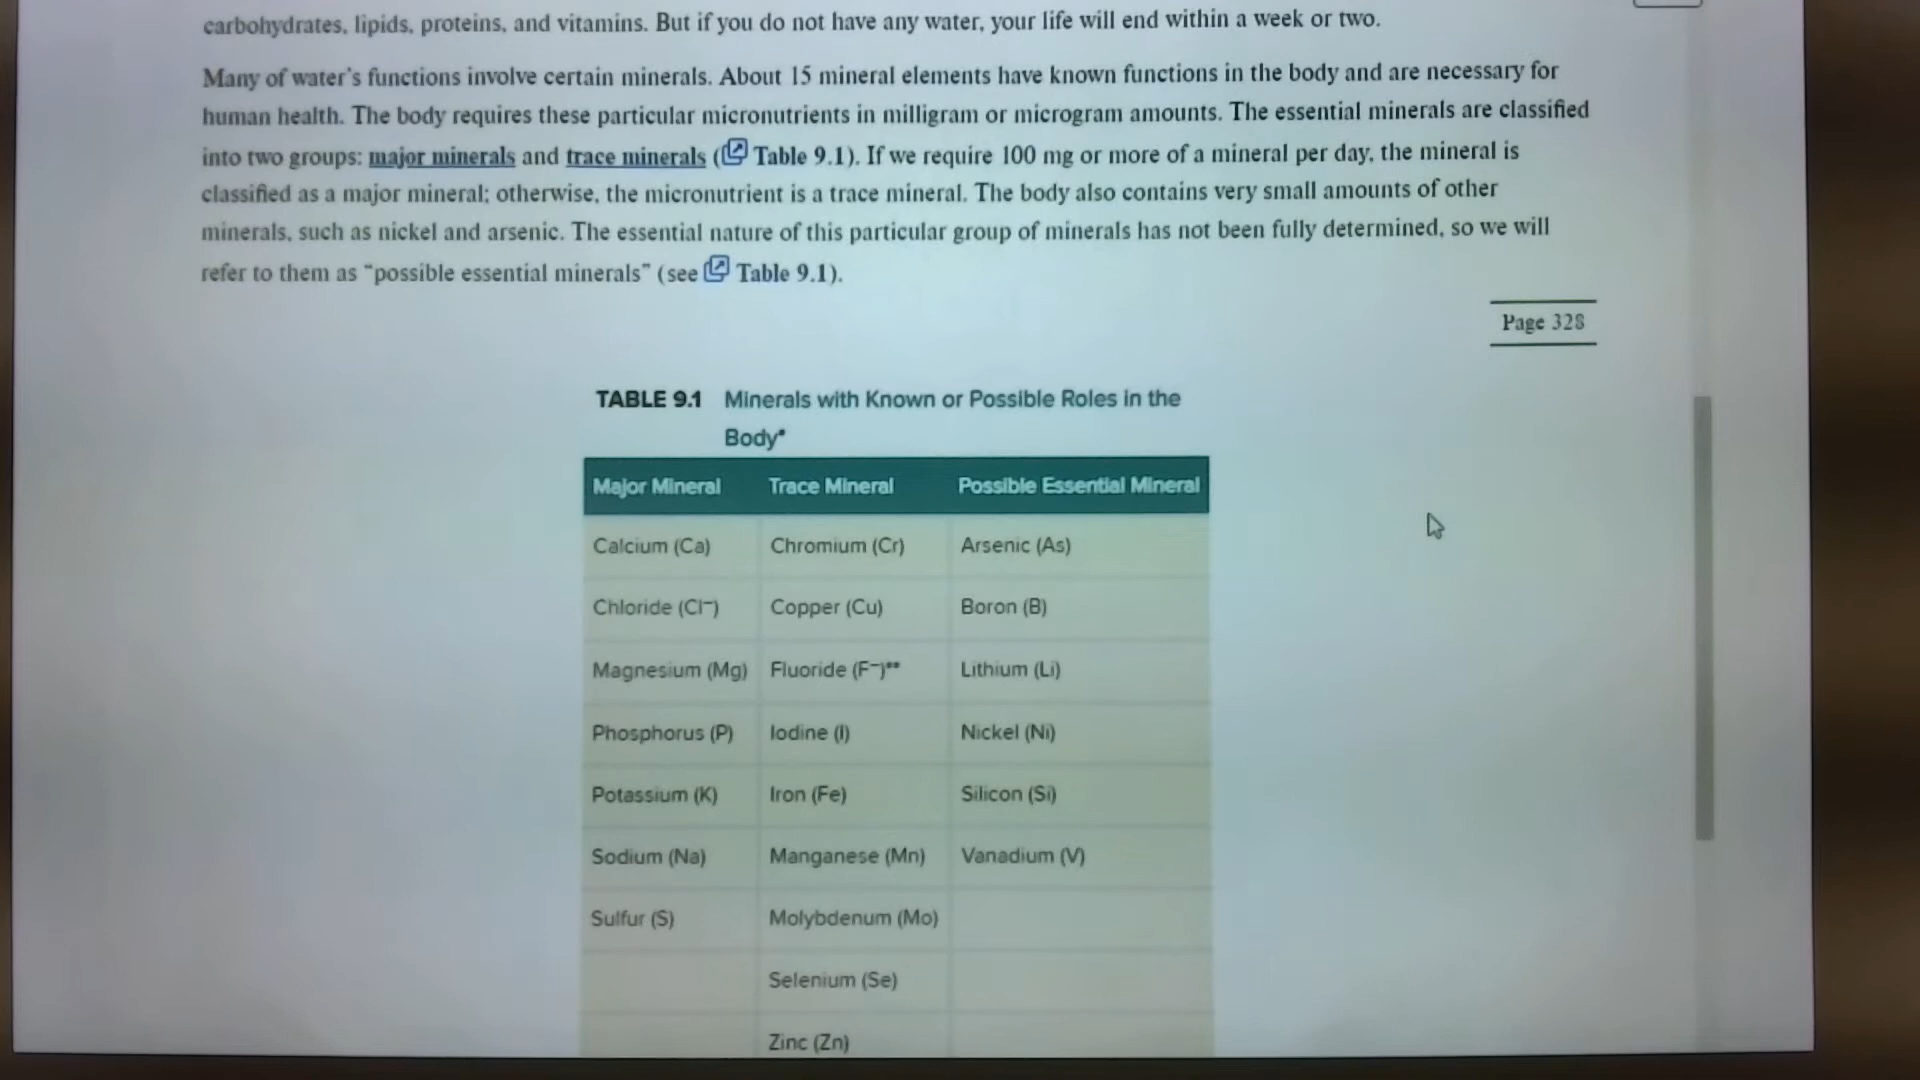 carbohydrates, lipids, proteins, and vitamins. But if you do not have any water, your life will end within a week or two.
Many of water's functions involve certain minerals. About 15 mineral elements have known functions in the body and are necessary for
human health. The body requires these particular micronutrients in milligram or microgram amounts. The essential minerals are classified
into two groups: major minerals and trace minerals ( Table 9.1). If we require 100 mg or more of a mineral per day, the mineral is
classified as a major mineral; otherwise, the micronutrient is a trace mineral. The body also contains very small amounts of other
minerals, such as nickel and arsenic. The essential nature of this particular group of minerals has not been fully determined, so we will
refer to them as “possible essential minerals” (see Table 9.1).
Page 328
TABLE 9.1 Minerals with Known or Possible Roles in the
Body*
Major Mineral Trace Mineral Possible Essential Mineral
Calcium (Ca) Chromium (Cr) Arsenic (As)
Chloride (Cl−) Copper (Cu) Boron (B)
Magnesium (Mg) Fluoride (F−)** Lithium (Li)
Phosphorus (P) Iodine (I) Nickel (Ni)
Potassium (K) Iron (Fe) Silicon (Si)
Sodium (Na) Manganese (Mn) Vanadium (V)
Sulfur (S) Molybdenum (Mo)
Selenium (Se)
Zinc (Zn)